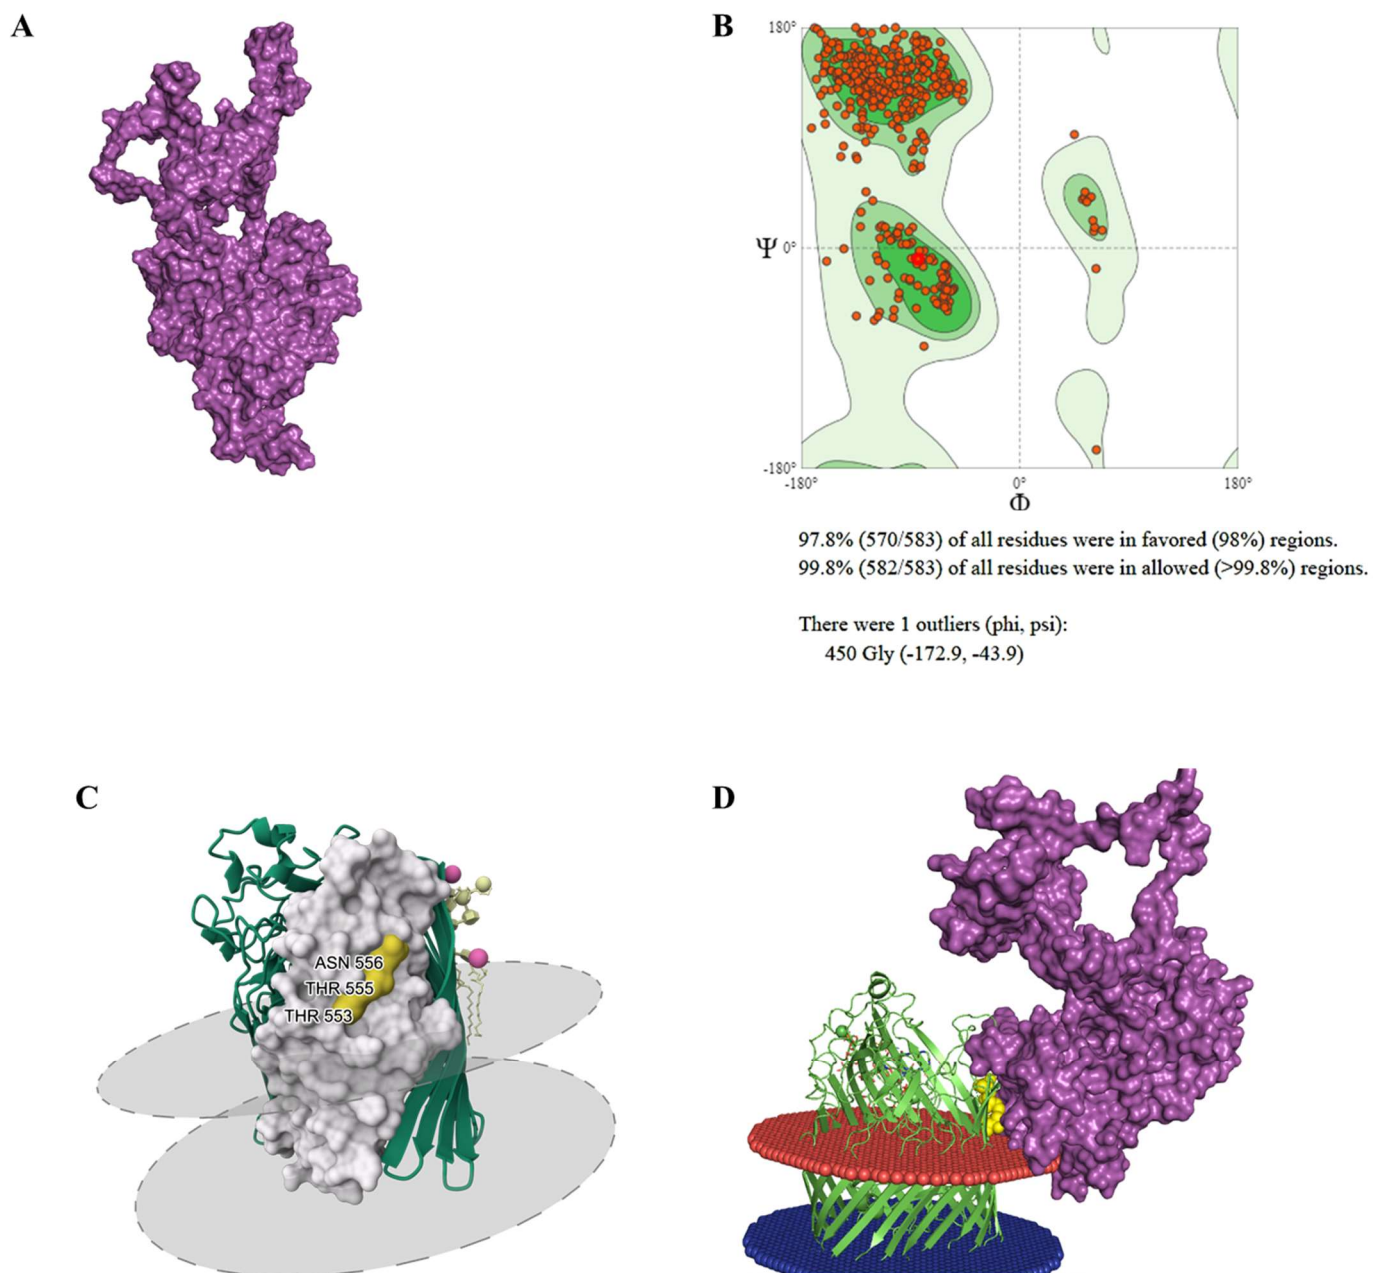 A
B
180°
Ψ 0°
-180°
-180°
0°
180°
Φ
97.8% (570/583) of all residues were in favored (98%) regions.
99.8% (582/583) of all residues were in allowed (>99.8%) regions.
There were 1 outliers (phi, psi):
450 Gly (-172.9, -43.9)
C
D
ASN 556
THR 555
THR 553